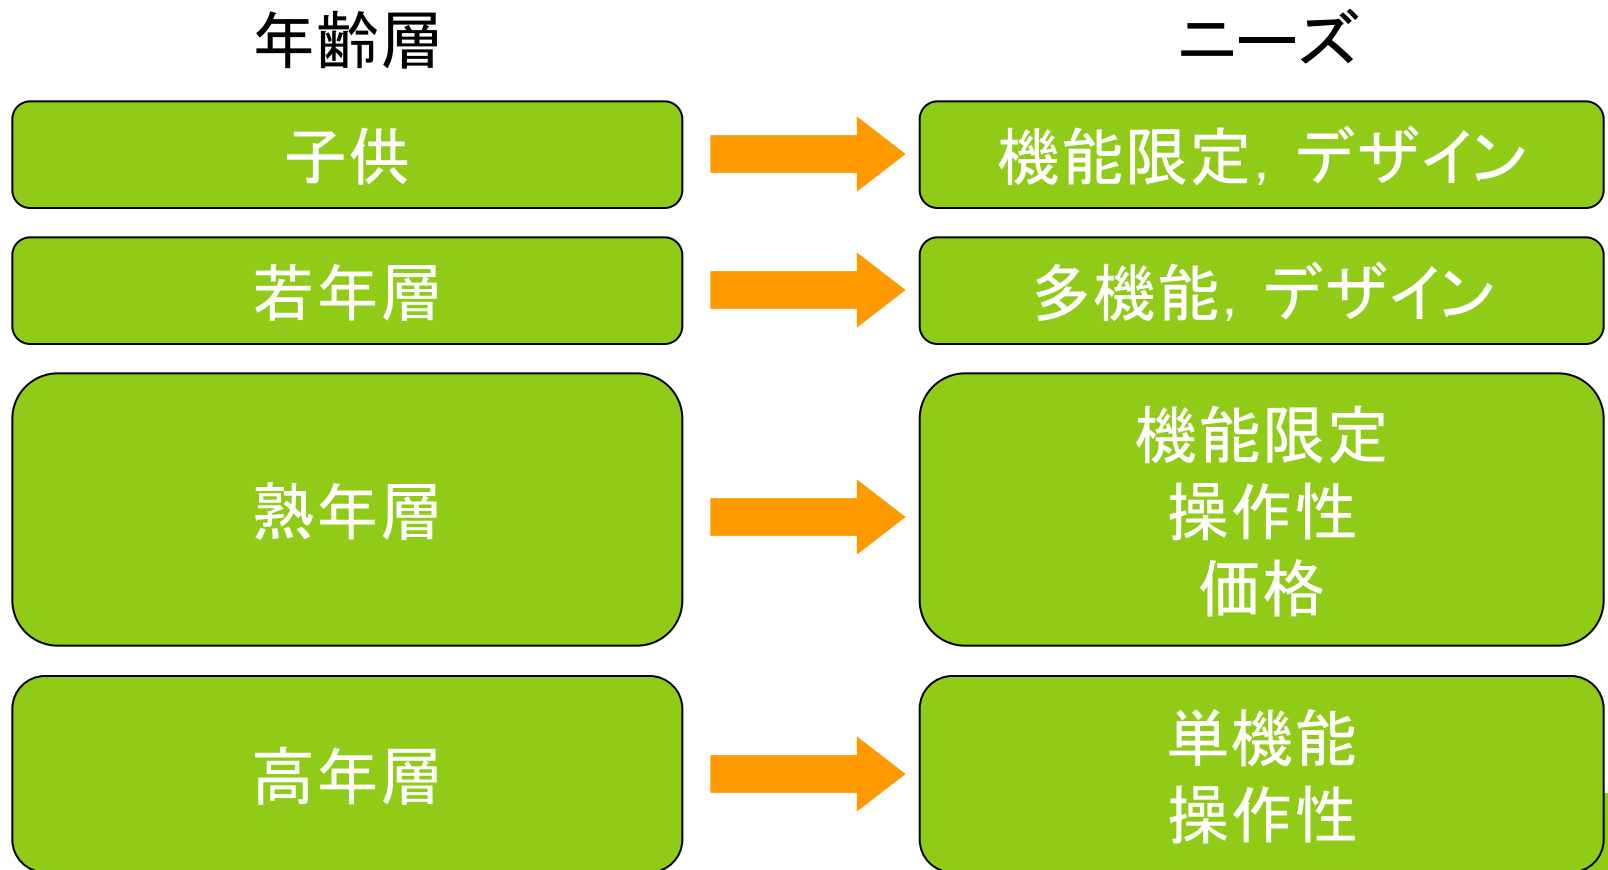 年齢層
ニーズ
子供
機能限定，デザイン
若年層
多機能，デザイン
熟年層
機能限定
操作性
価格
高年層
単機能
操作性